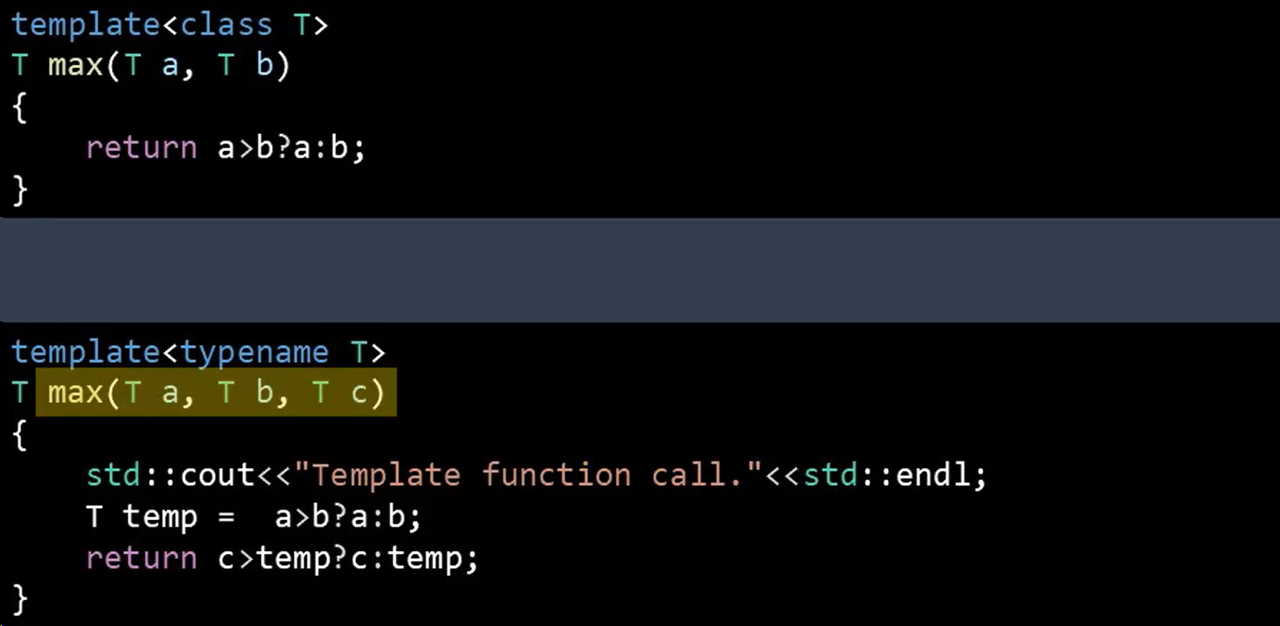 template<class T>
T max(T a, T b)
{
    return a>b?a:b;
}
template<typename T>
T max(T a, T b, T c)
{
    std::cout<<"Template function call."<<std::endl;
    T temp =  a>b?a:b;
    return c>temp?c:temp;
}